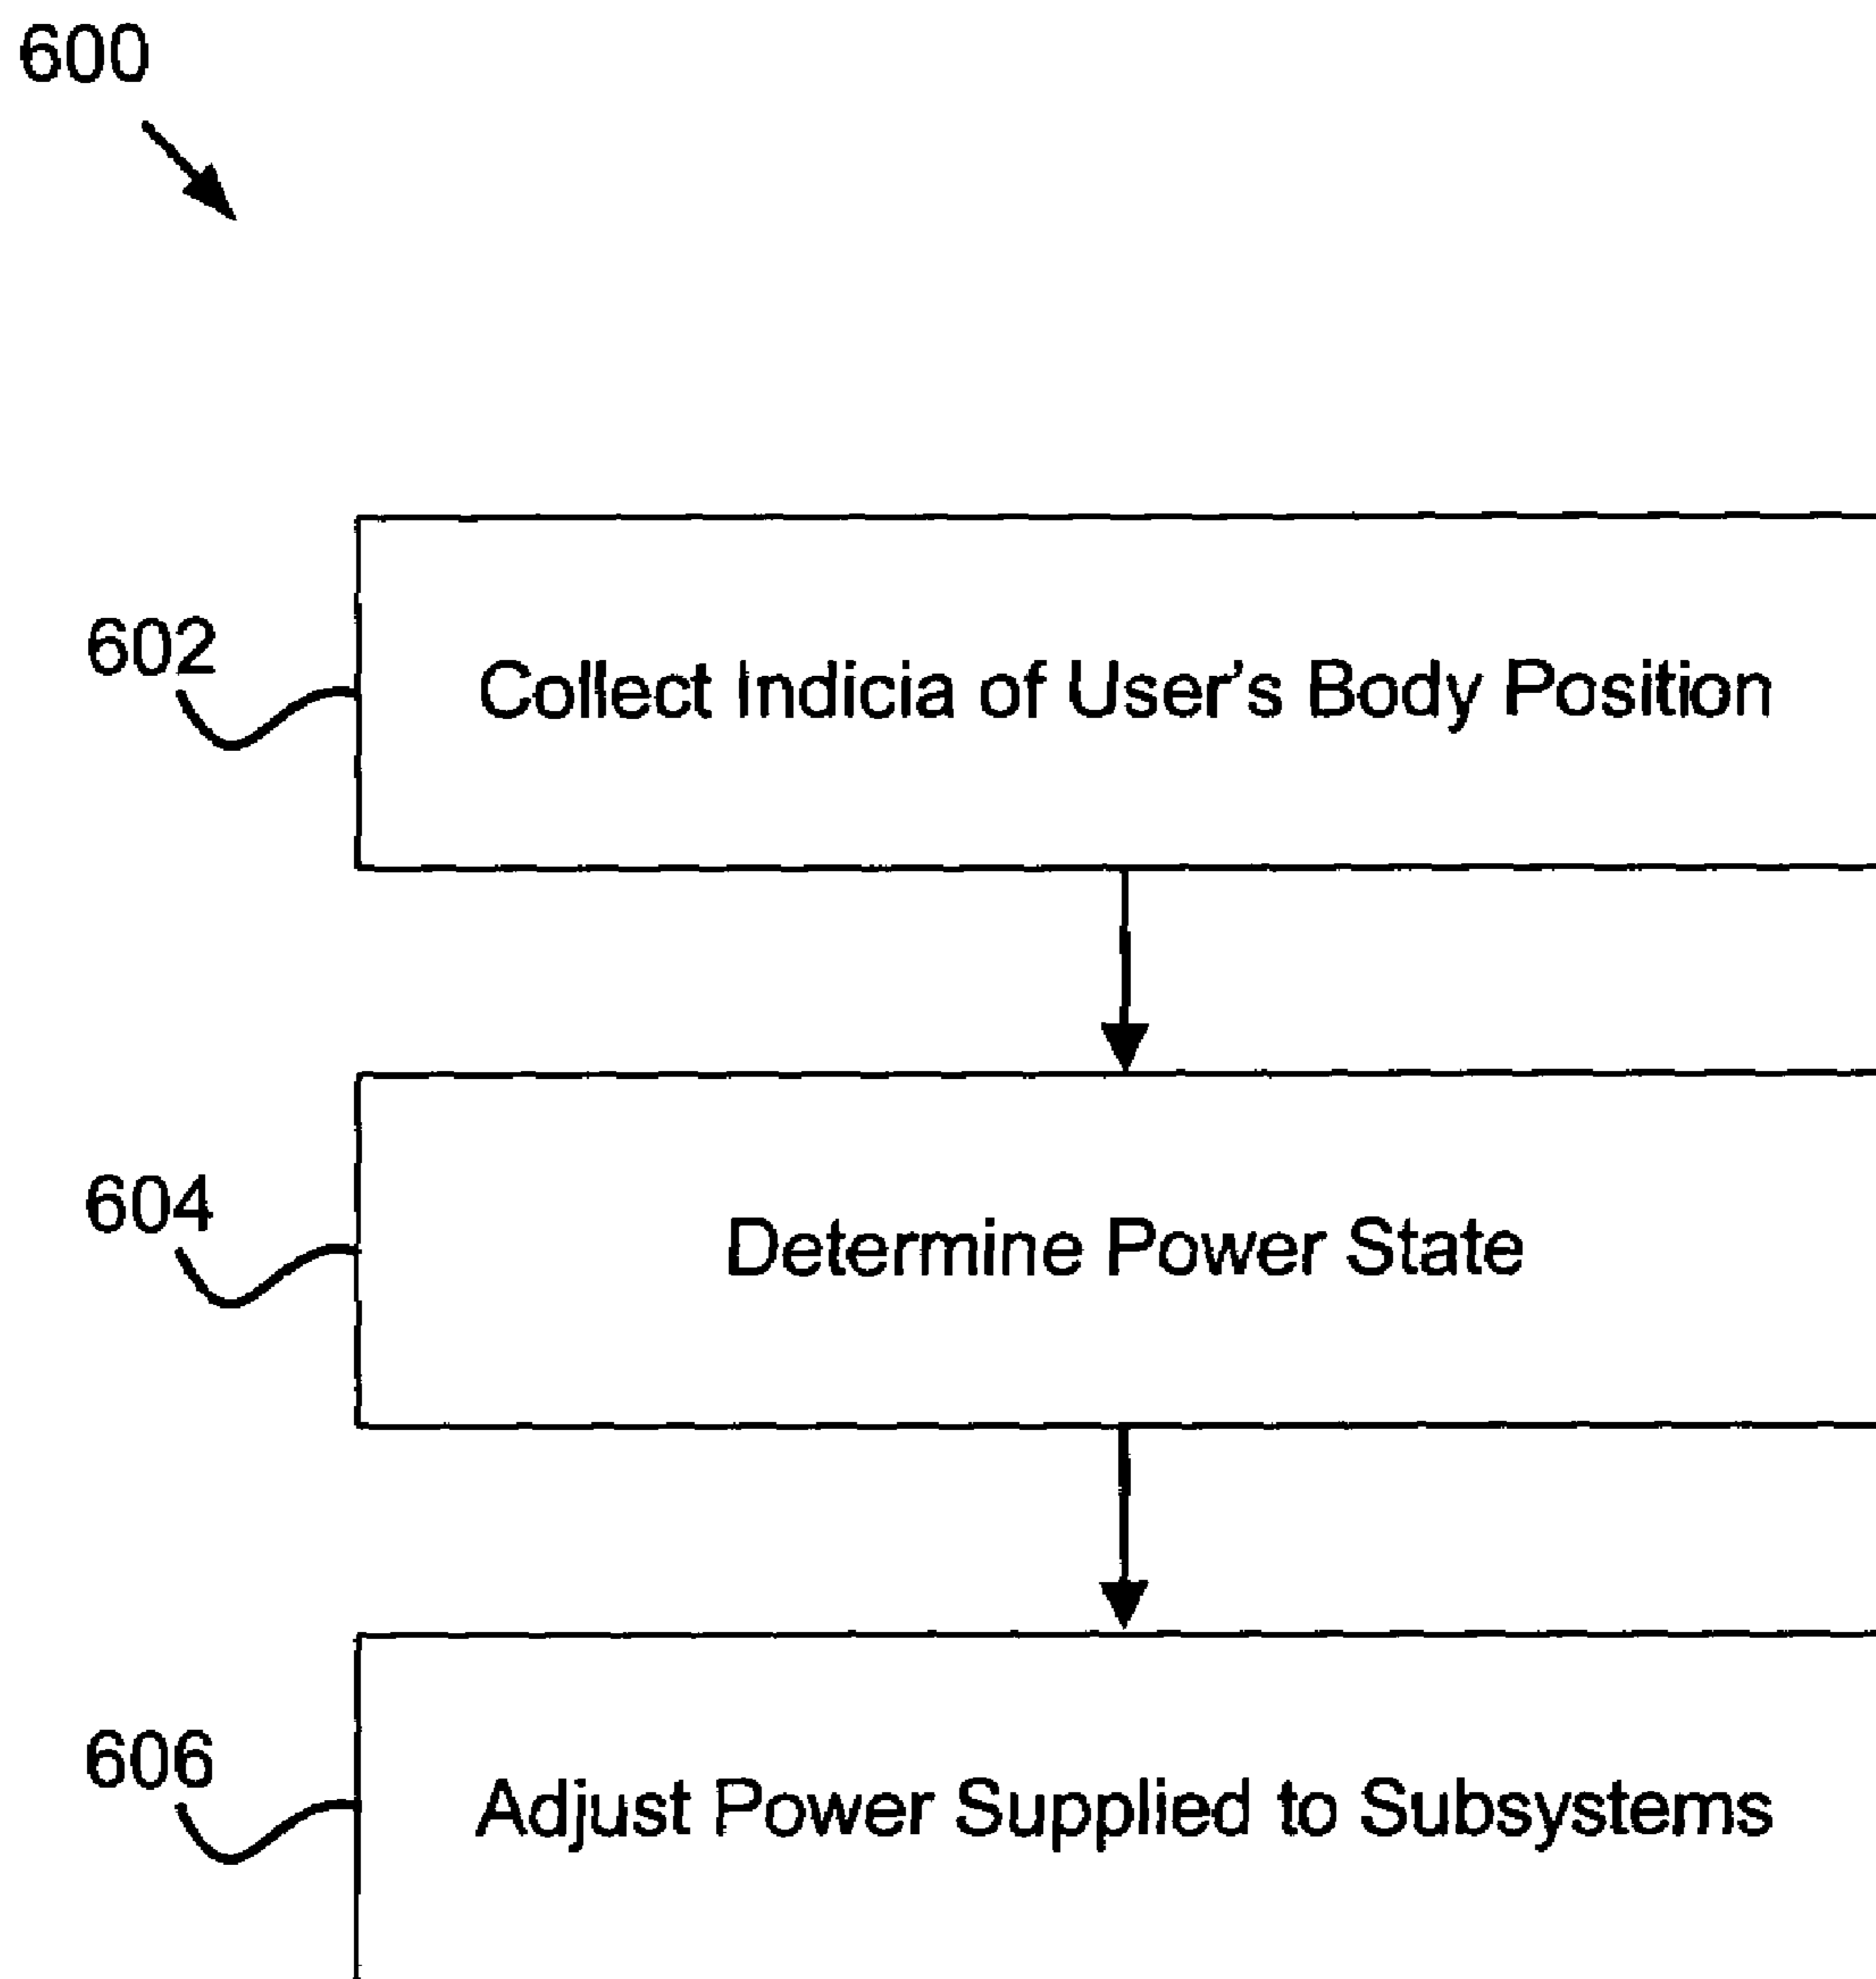 600
602
Collect Indicia of User's Body Position
604
Determine Power State
606
Adjust Power Supplied to Subsystems